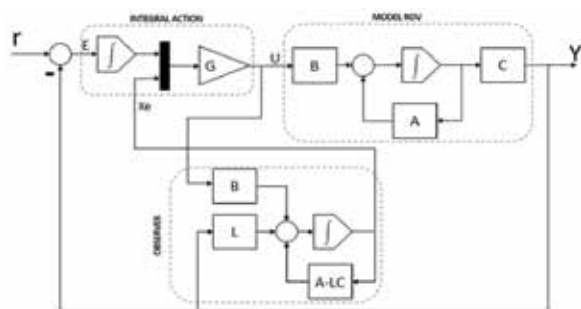 INTEGRAL ACTION
MODEL ROV
r
E
∫
G
U
B
∫
C
Y
-
A
Xe
OBSERVER
B
L
∫
A-LC